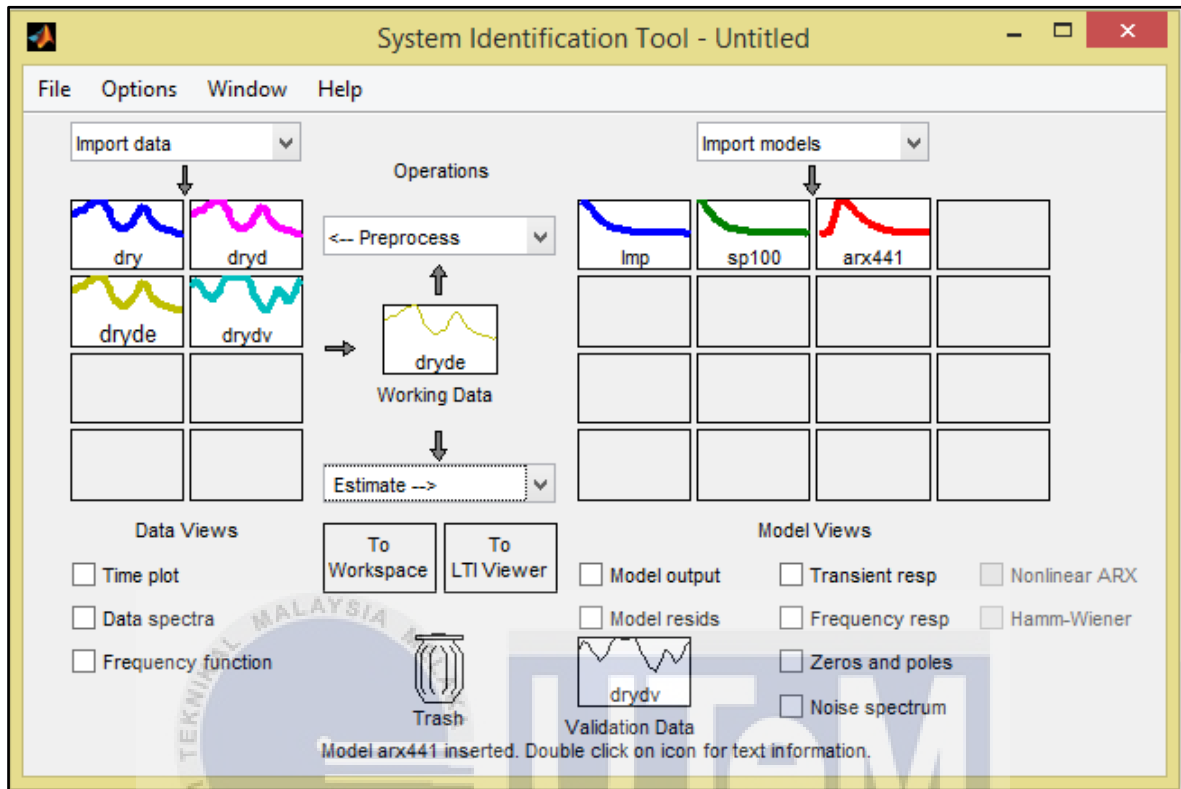 System Identification Tool - Untitled
File Options Window Help
Import data
Import models
Operations
dry
dryd
<-- Preprocess
Imp
sp100
arx441
dryde
drydv
dryde
Working Data
Estimate -->
Data Views
To Workspace
To LTI Viewer
Model Views
Time plot
Model output
Transient resp
Nonlinear ARX
Data spectra
Model resids
Frequency resp
Hamm-Wiener
Frequency function
Zeros and poles
drydv
Noise spectrum
Trash
Validation Data
Model arx441 inserted. Double click on icon for text information.
TEKNIKAL MALAYSIA
UTeM